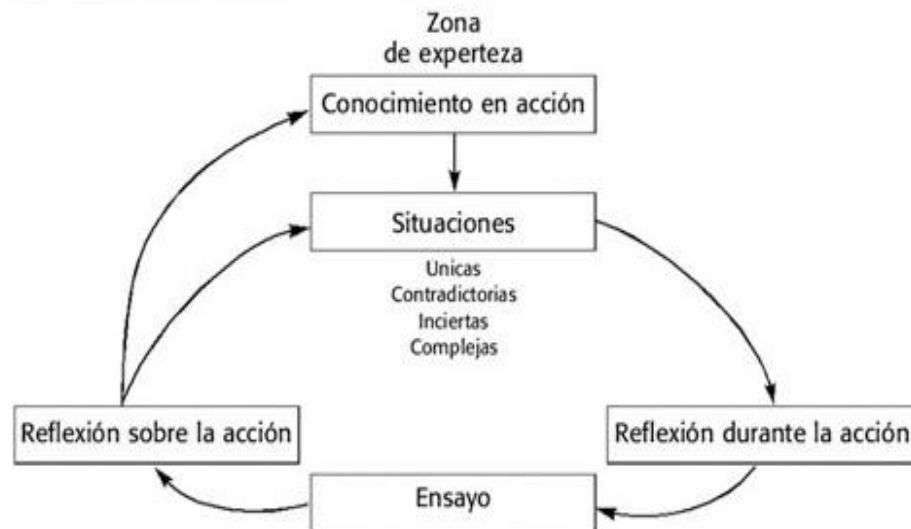 Zona
de experteza
Conocimiento en acción
Situaciones
Unicas
Contradictorias
Inciertas
Complejas
Reflexión sobre la acción
Reflexión durante la acción
Ensayo